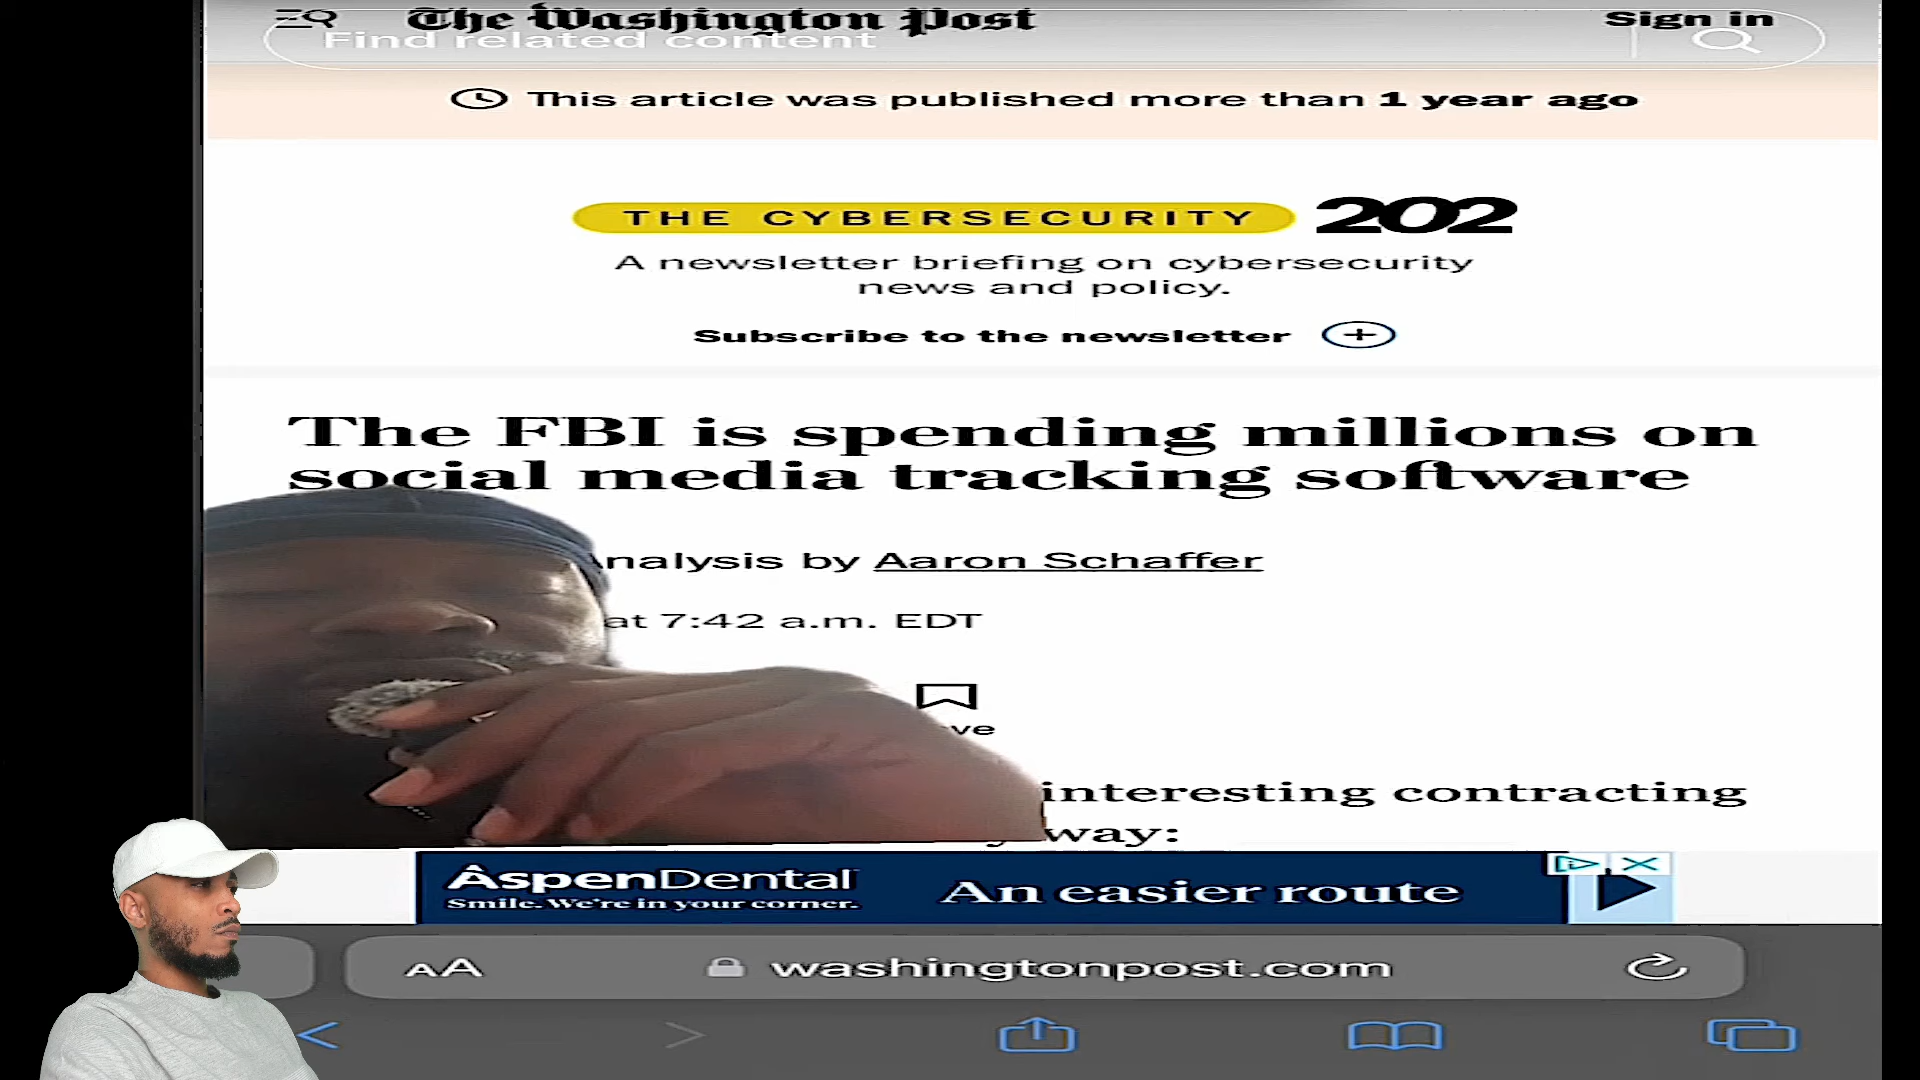 The Washington Post
Sign in
Find related content
This article was published more than 1 year ago
THE CYBERSECURITY 202
A newsletter briefing on cybersecurity
news and policy.
Subscribe to the newsletter
The FBI is spending millions on
social media tracking software
nalysis by Aaron Schaffer
at 7:42 a.m. EDT
ve
interesting contracting
way:
AspenDental
Smile. We're in your corner.
An easier route
AA
washingtonpost.com